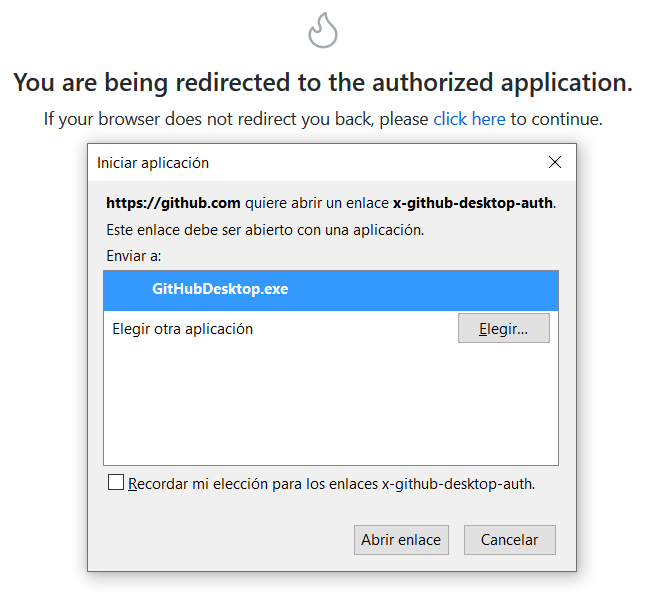 You are being redirected to the authorized application.
If your browser does not redirect you back, please click here to continue.
Iniciar aplicación
https://github.com quiere abrir un enlace x-github-desktop-auth.
Este enlace debe ser abierto con una aplicación.
Enviar a:
GitHubDesktop.exe
Elegir otra aplicación
Elegir...
Recordar mi elección para los enlaces x-github-desktop-auth.
Abrir enlace
Cancelar